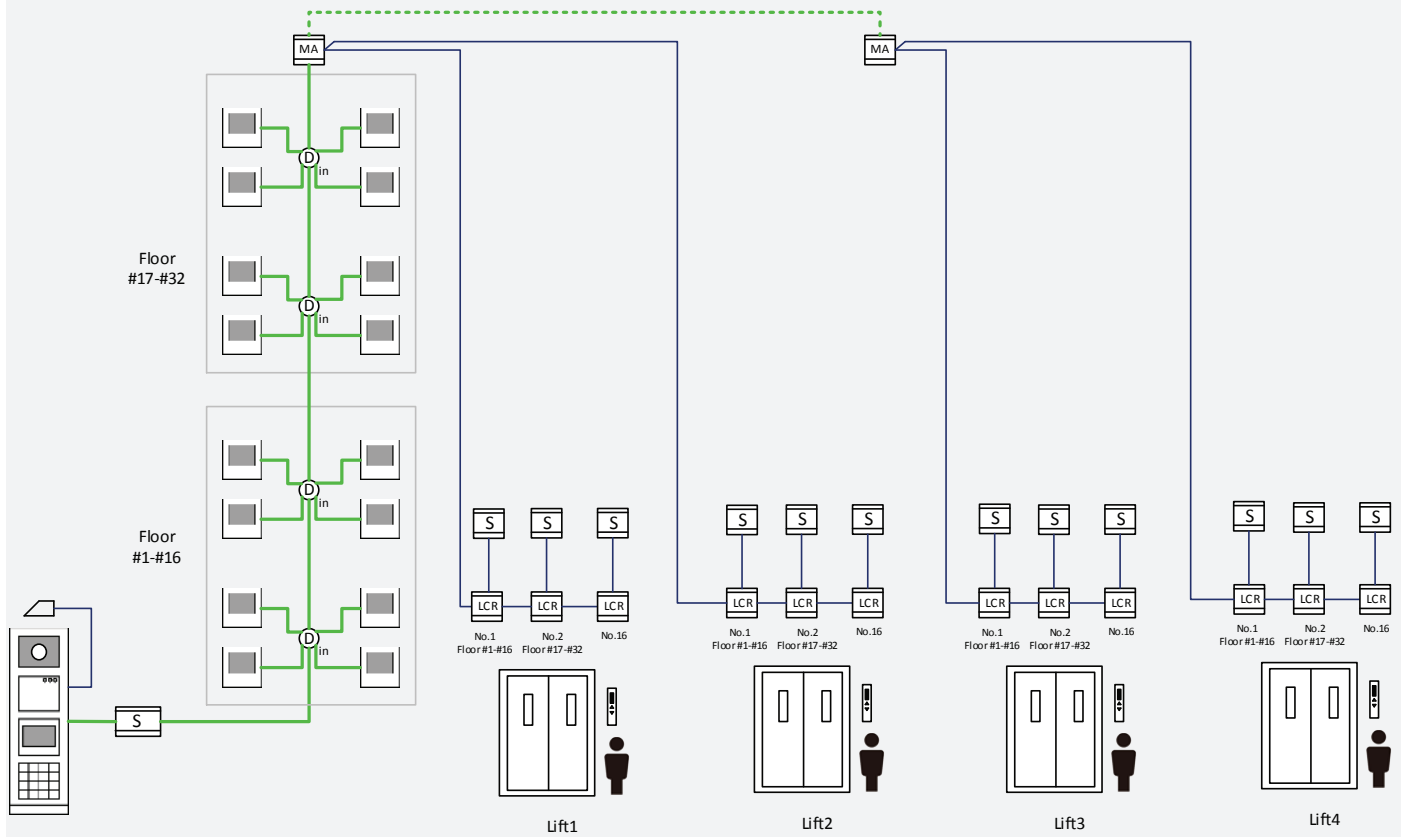 MA
MA
D
in
Floor
#17-#32
D
in
D
in
Floor
#1-#16
D
in
S
S S S
LCR LCR LCR
No.1 No.2 No.16
Floor #1-#16 Floor #17-#32
Lift1
S S S
LCR LCR LCR
No.1 No.2 No.16
Floor #1-#16 Floor #17-#32
Lift2
S S S
LCR LCR LCR
No.1 No.2 No.16
Floor #1-#16 Floor #17-#32
Lift3
S S S
LCR LCR LCR
No.1 No.2 No.16
Floor #1-#16 Floor #17-#32
Lift4